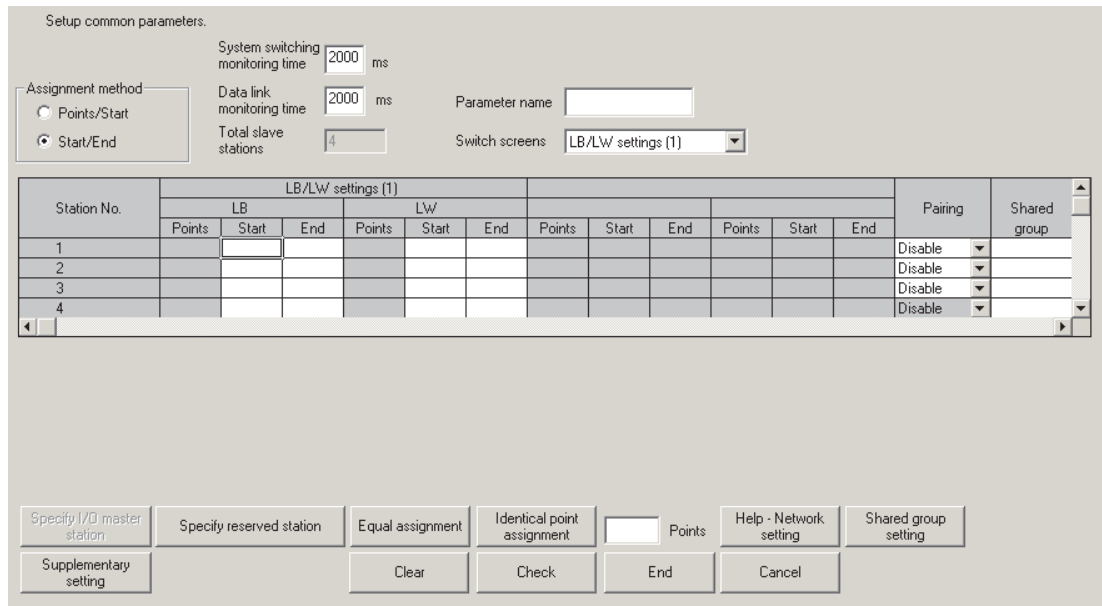 Setup common parameters.
System switching
monitoring time 2000 ms
Assignment method
Points/Start
Start/End
Data link
monitoring time 2000 ms
Total slave
stations 4
Parameter name
Switch screens LB/LW settings (1)
Station No. LB/LW settings (1) Pairing Shared group
LB LW
Points Start End Points Start End Points Start End Points Start End
1 Disable
2 Disable
3 Disable
4 Disable
Specify I/O master station Specify reserved station Equal assignment Identical point assignment Points Help - Network setting Shared group setting
Supplementary setting Clear Check End Cancel